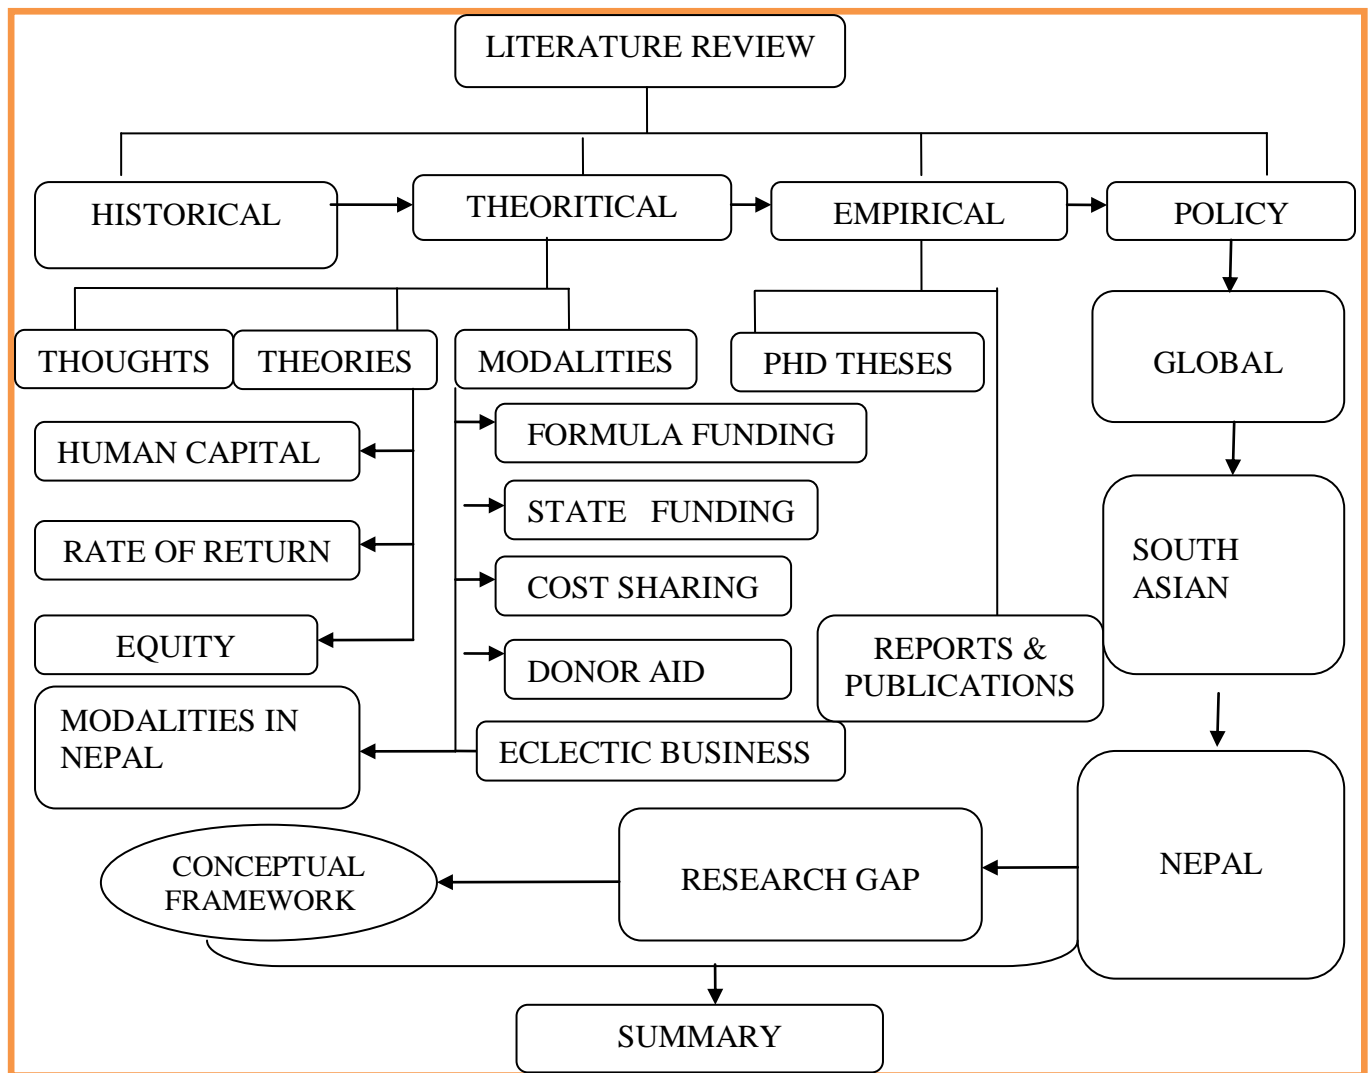 LITERATURE REVIEW
HISTORICAL
THEORITICAL
EMPIRICAL
POLICY
THOUGHTS
THEORIES
MODALITIES
PHD THESES
GLOBAL
HUMAN CAPITAL
FORMULA FUNDING
RATE OF RETURN
STATE FUNDING
SOUTH
ASIAN
COST SHARING
EQUITY
DONOR AID
REPORTS &
PUBLICATIONS
MODALITIES IN
NEPAL
ECLECTIC BUSINESS
CONCEPTUAL
FRAMEWORK
RESEARCH GAP
NEPAL
SUMMARY